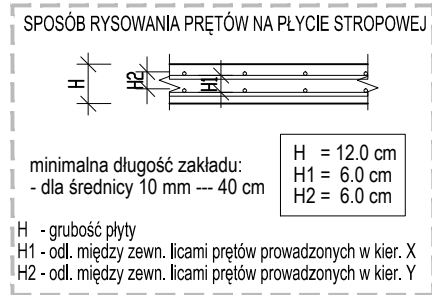 SPOSÓB RYSOWANIA PRĘTÓW NA PŁYCIE STROPOWEJ
H
H2
H1
minimalna długość zakładu:
- dla średnicy 10 mm --- 40 cm
H = 12.0 cm
H1 = 6.0 cm
H2 = 6.0 cm
H - grubość płyty
H1 - odl. między zewn. licami prętów prowadzonych w kier. X
H2 - odl. między zewn. licami prętów prowadzonych w kier. Y